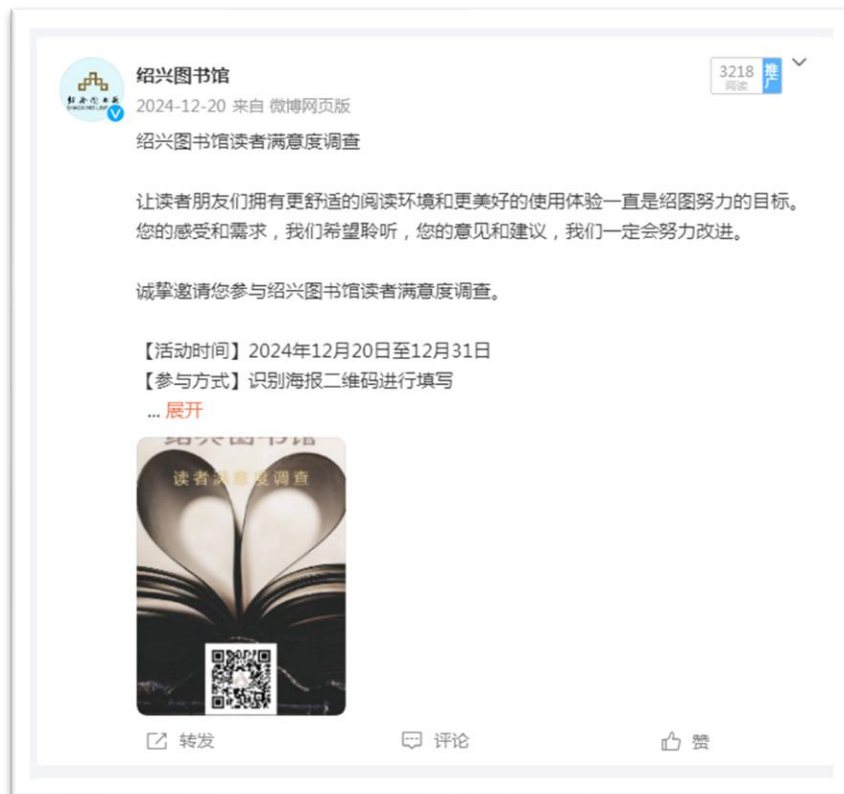 绍兴图书馆
3218
阅读
推广
2024-12-20 来自 微博网页版
绍兴图书馆读者满意度调查
让读者朋友们拥有更舒适的阅读环境和更美好的使用体验一直是绍图努力的目标。
您的感受和需求，我们希望聆听，您的意见和建议，我们一定会努力改进。
诚挚邀请您参与绍兴图书馆读者满意度调查。
【活动时间】2024年12月20日至12月31日
【参与方式】识别海报二维码进行填写
... 展开
绍兴图书馆
读者满意度调查
转发
评论
赞